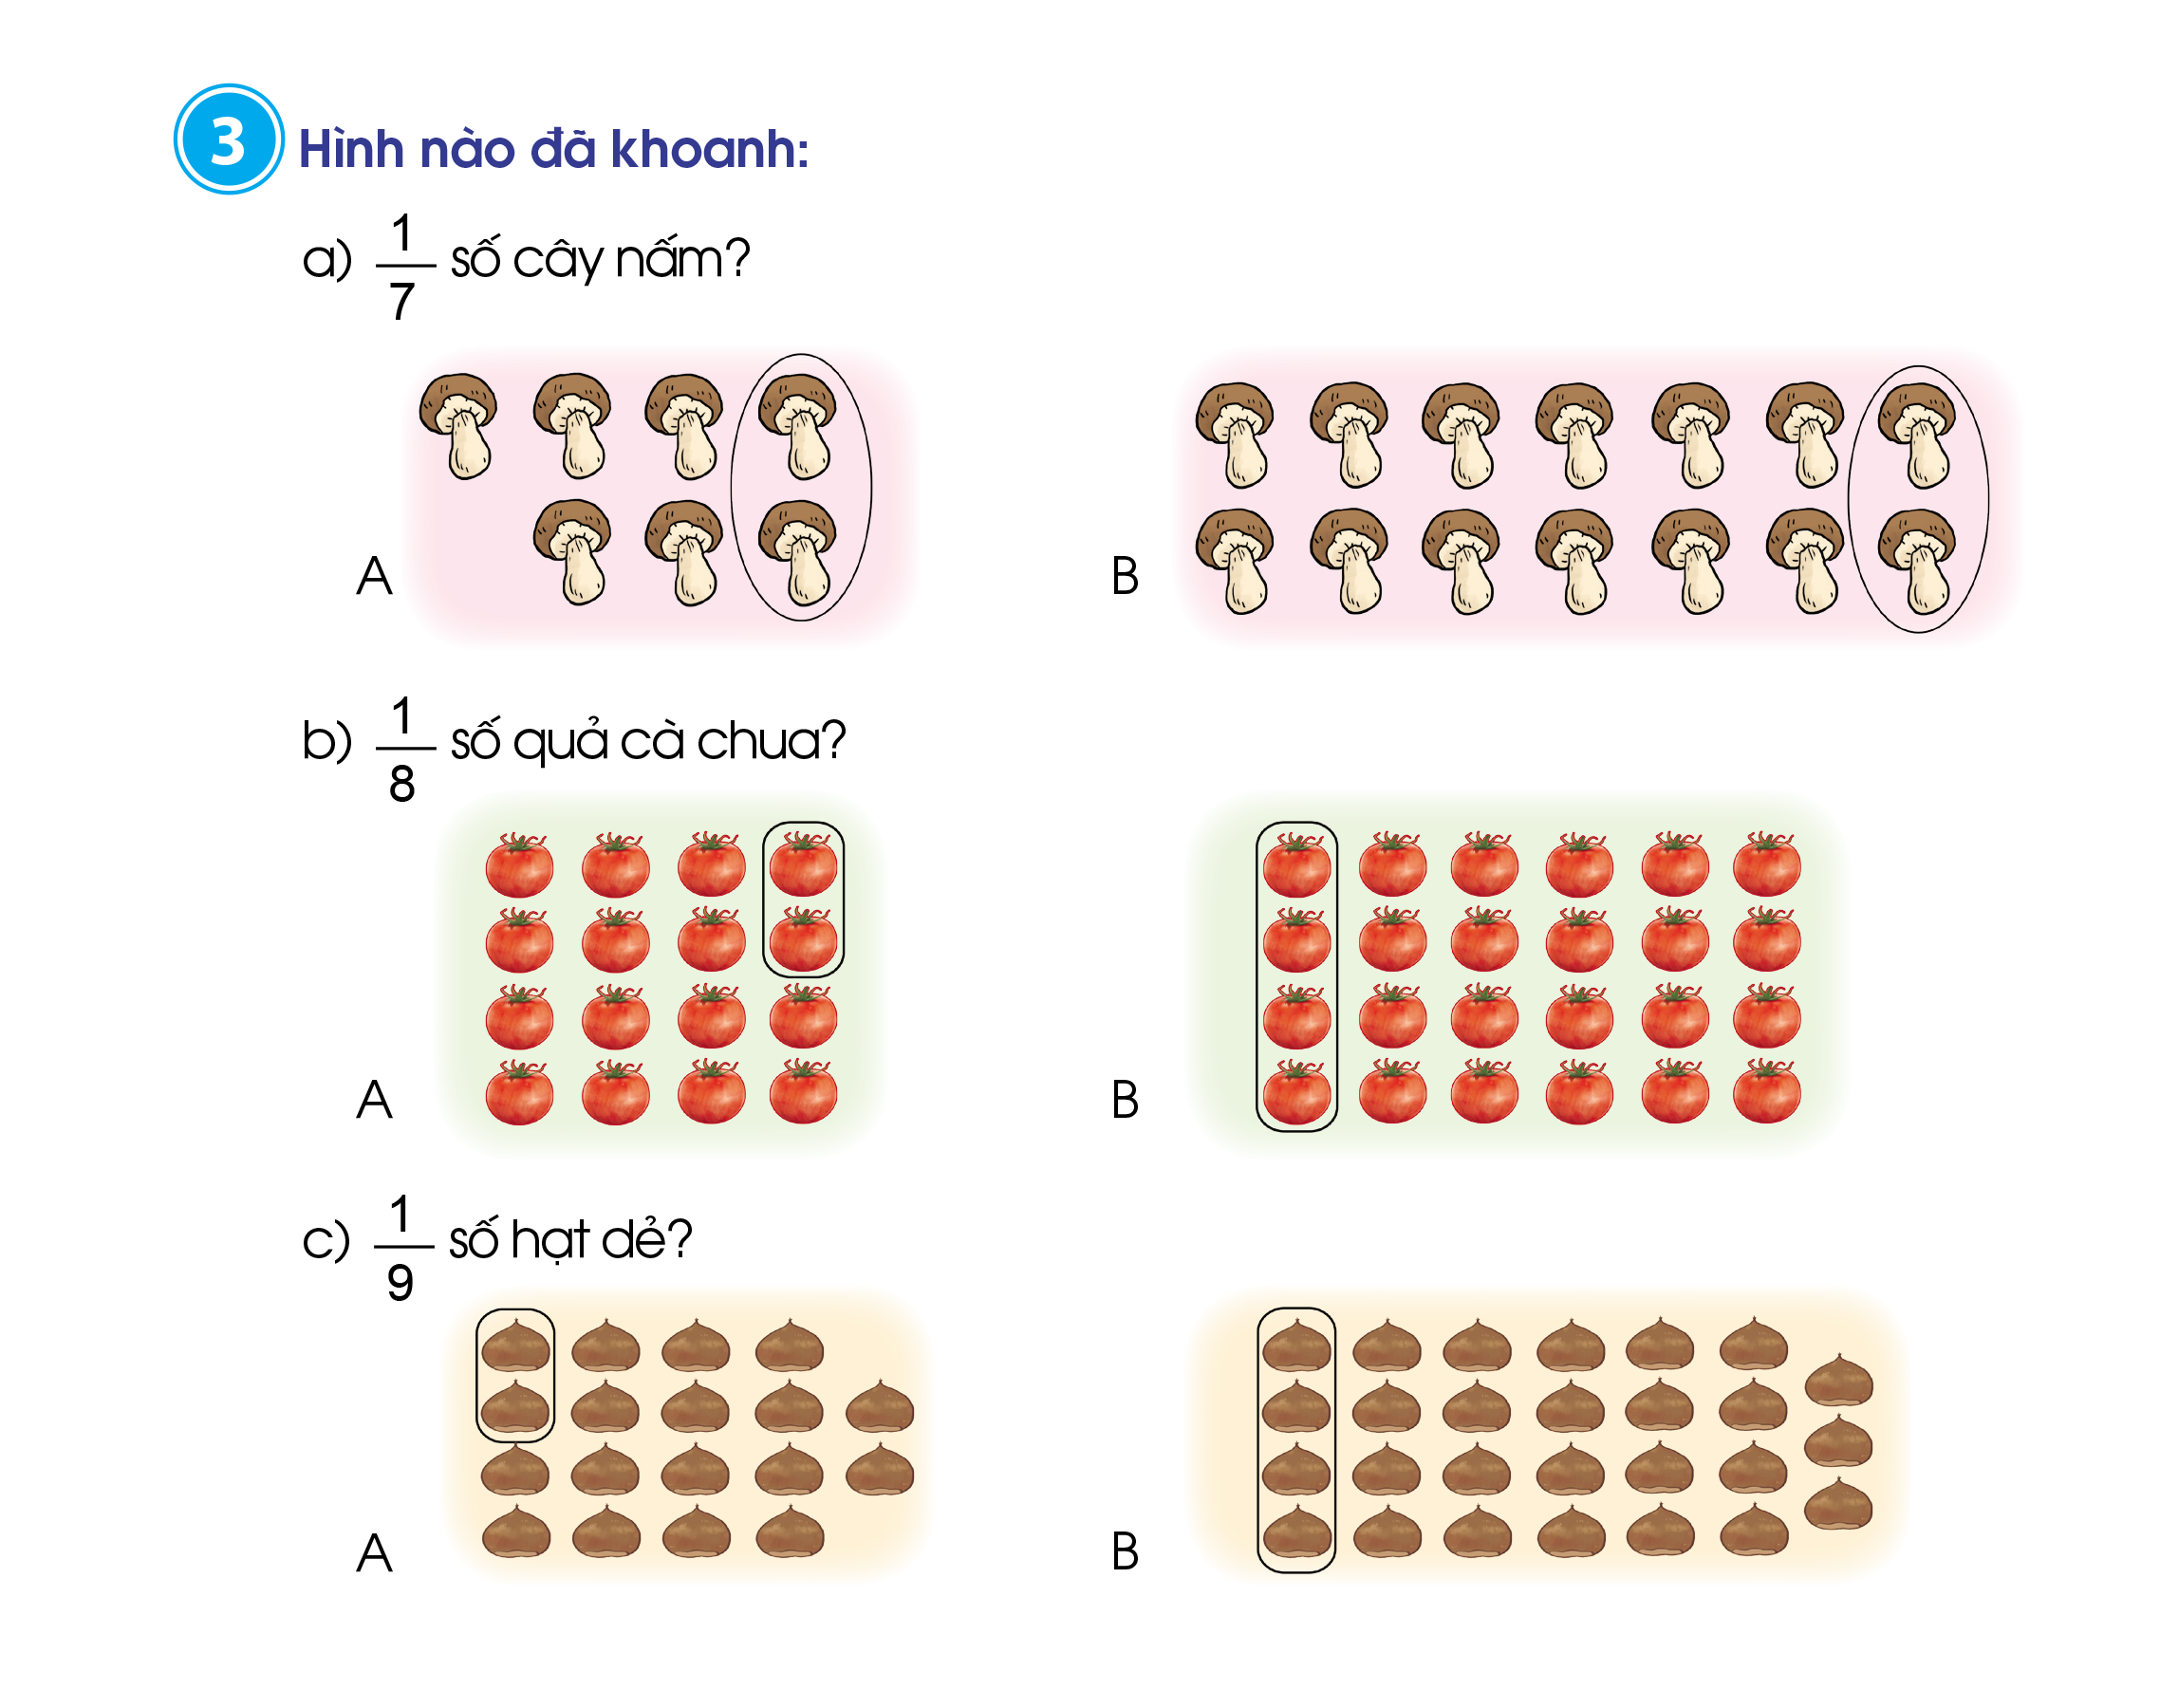 3 Hình nào đã khoanh:
a) 1/7 số cây nấm?
A B
b) 1/8 số quả cà chua?
A B
c) 1/9 số hạt dẻ?
A B